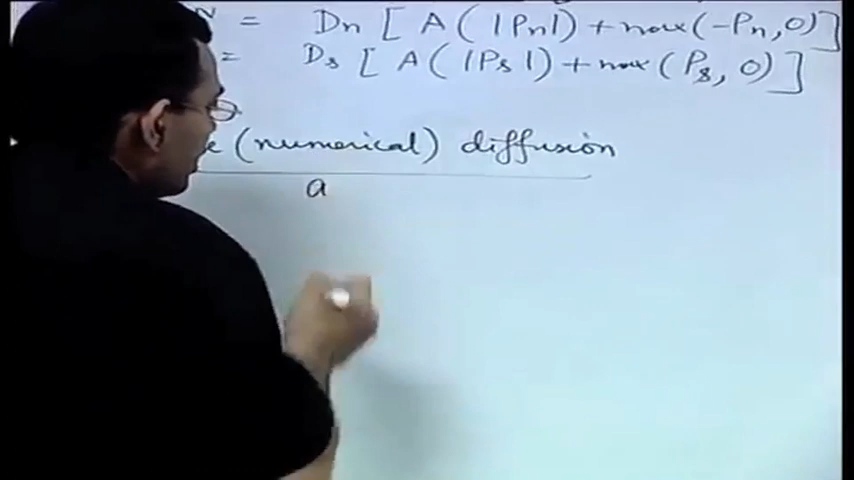 N = Dn [ A ( |Pn| ) + max ( -Pn, 0 ) ]
= Ds [ A ( |Ps| ) + max ( Ps, 0 ) ]
(numerical) diffusion
a